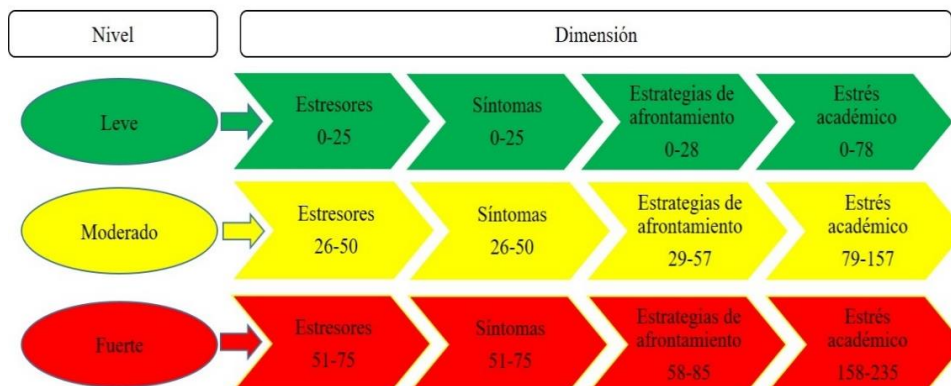 Nivel
Dimensión
Leve
Estresores
0-25
Síntomas
0-25
Estrategias de
afrontamiento
0-28
Estrés
académico
0-78
Moderado
Estresores
26-50
Síntomas
26-50
Estrategias de
afrontamiento
29-57
Estrés
académico
79-157
Fuerte
Estresores
51-75
Síntomas
51-75
Estrategias de
afrontamiento
58-85
Estrés
académico
158-235